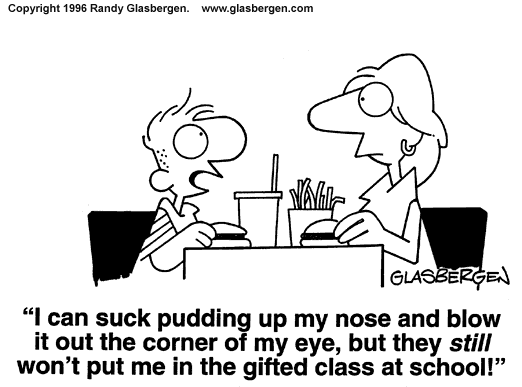 Copyright 1996 Randy Glasbergen.   www.glasbergen.com
GLASBERGEN
“I can suck pudding up my nose and blow
it out the corner of my eye, but they still
won’t put me in the gifted class at school!”